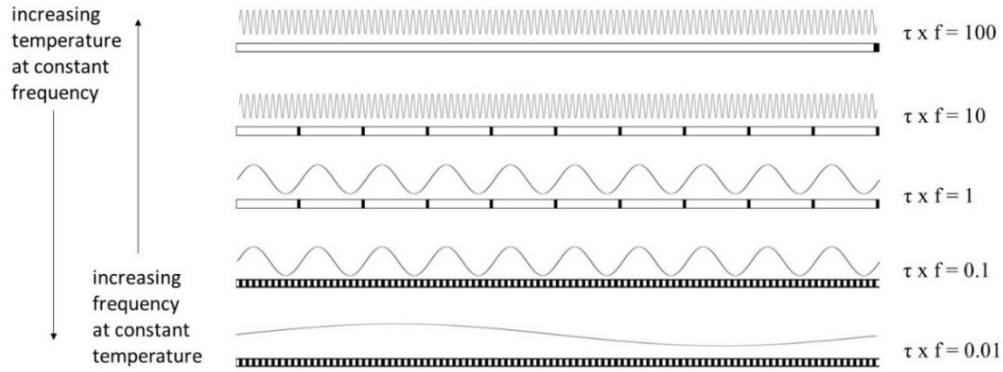 increasing
temperature
at constant
frequency
τ x f = 100
τ x f = 10
τ x f = 1
increasing
frequency
at constant
temperature
τ x f = 0.1
τ x f = 0.01